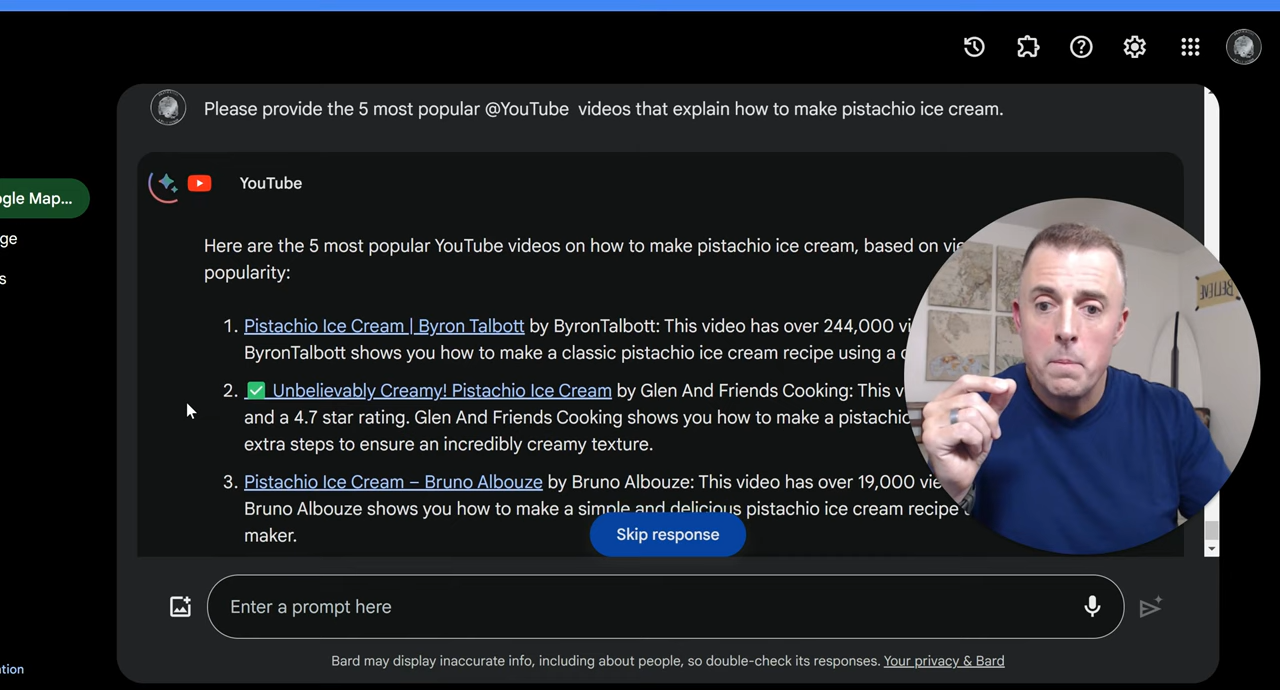 Please provide the 5 most popular @YouTube videos that explain how to make pistachio ice cream.
ogle Map...
YouTube
ge
Here are the 5 most popular YouTube videos on how to make pistachio ice cream, based on
popularity:
s
1. Pistachio Ice Cream | Byron Talbott by ByronTalbott: This video has over 244,000
ByronTalbott shows you how to make a classic pistachio ice cream recipe using a
2. ✅ Unbelievably Creamy! Pistachio Ice Cream by Glen And Friends Cooking: This
and a 4.7 star rating. Glen And Friends Cooking shows you how to make a pistachio
extra steps to ensure an incredibly creamy texture.
3. Pistachio Ice Cream – Bruno Albouze by Bruno Albouze: This video has over 19,000
Bruno Albouze shows you how to make a simple and delicious pistachio ice cream recipe
maker.
Skip response
Enter a prompt here
Bard may display inaccurate info, including about people, so double-check its responses. Your privacy & Bard
tion
BELIEVE